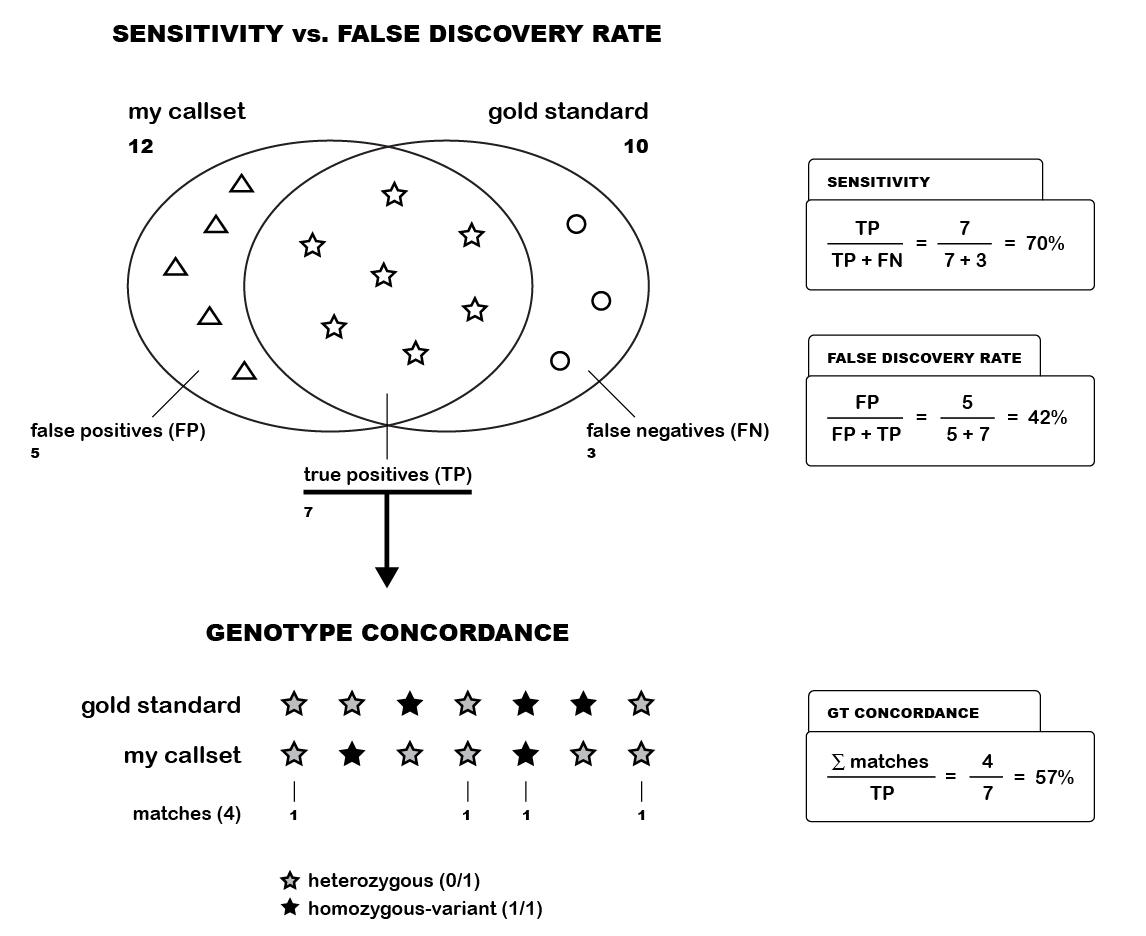 SENSITIVITY vs. FALSE DISCOVERY RATE
my callset
12
gold standard
10
false positives (FP)
5
false negatives (FN)
3
true positives (TP)
7
SENSITIVITY
TP / TP + FN = 7 / 7 + 3 = 70%
FALSE DISCOVERY RATE
FP / FP + TP = 5 / 5 + 7 = 42%
GENOTYPE CONCORDANCE
gold standard
my callset
matches (4) 1 1 1 1
GT CONCORDANCE
∑ matches / TP = 4 / 7 = 57%
heterozygous (0/1)
homozygous-variant (1/1)